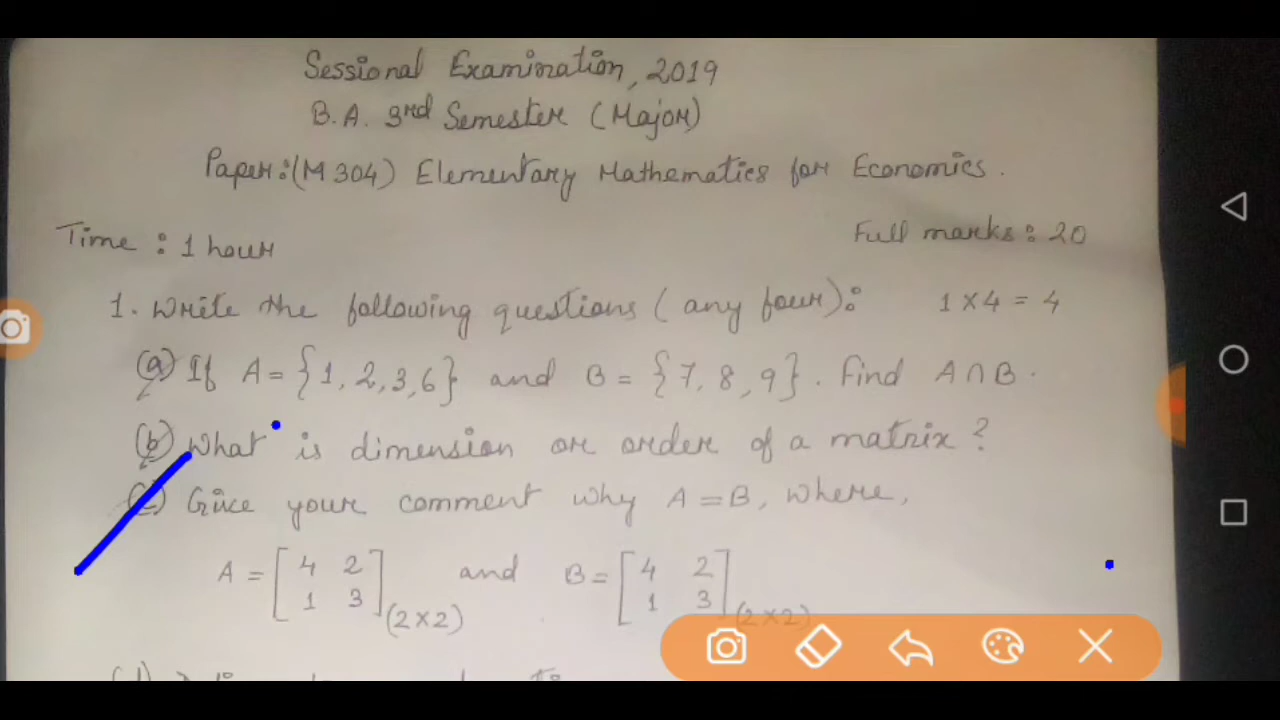 Sessional Examination, 2019
B.A. 3rd Semester (Major)
Paper:(M 304) Elementary Mathematics for Economics.
Time : 1 hour
Full marks: 20
1. Write the following questions (any four): 1 x 4 = 4
(a) If A = {1, 2, 3, 6} and B = {7, 8, 9}. Find A ∩ B.
(b) What is dimension or order of a matrix?
(c) Give your comment why A = B, where,
A = [4 2 and B = [4 2
1 3](2x2) 1 3](2x2)